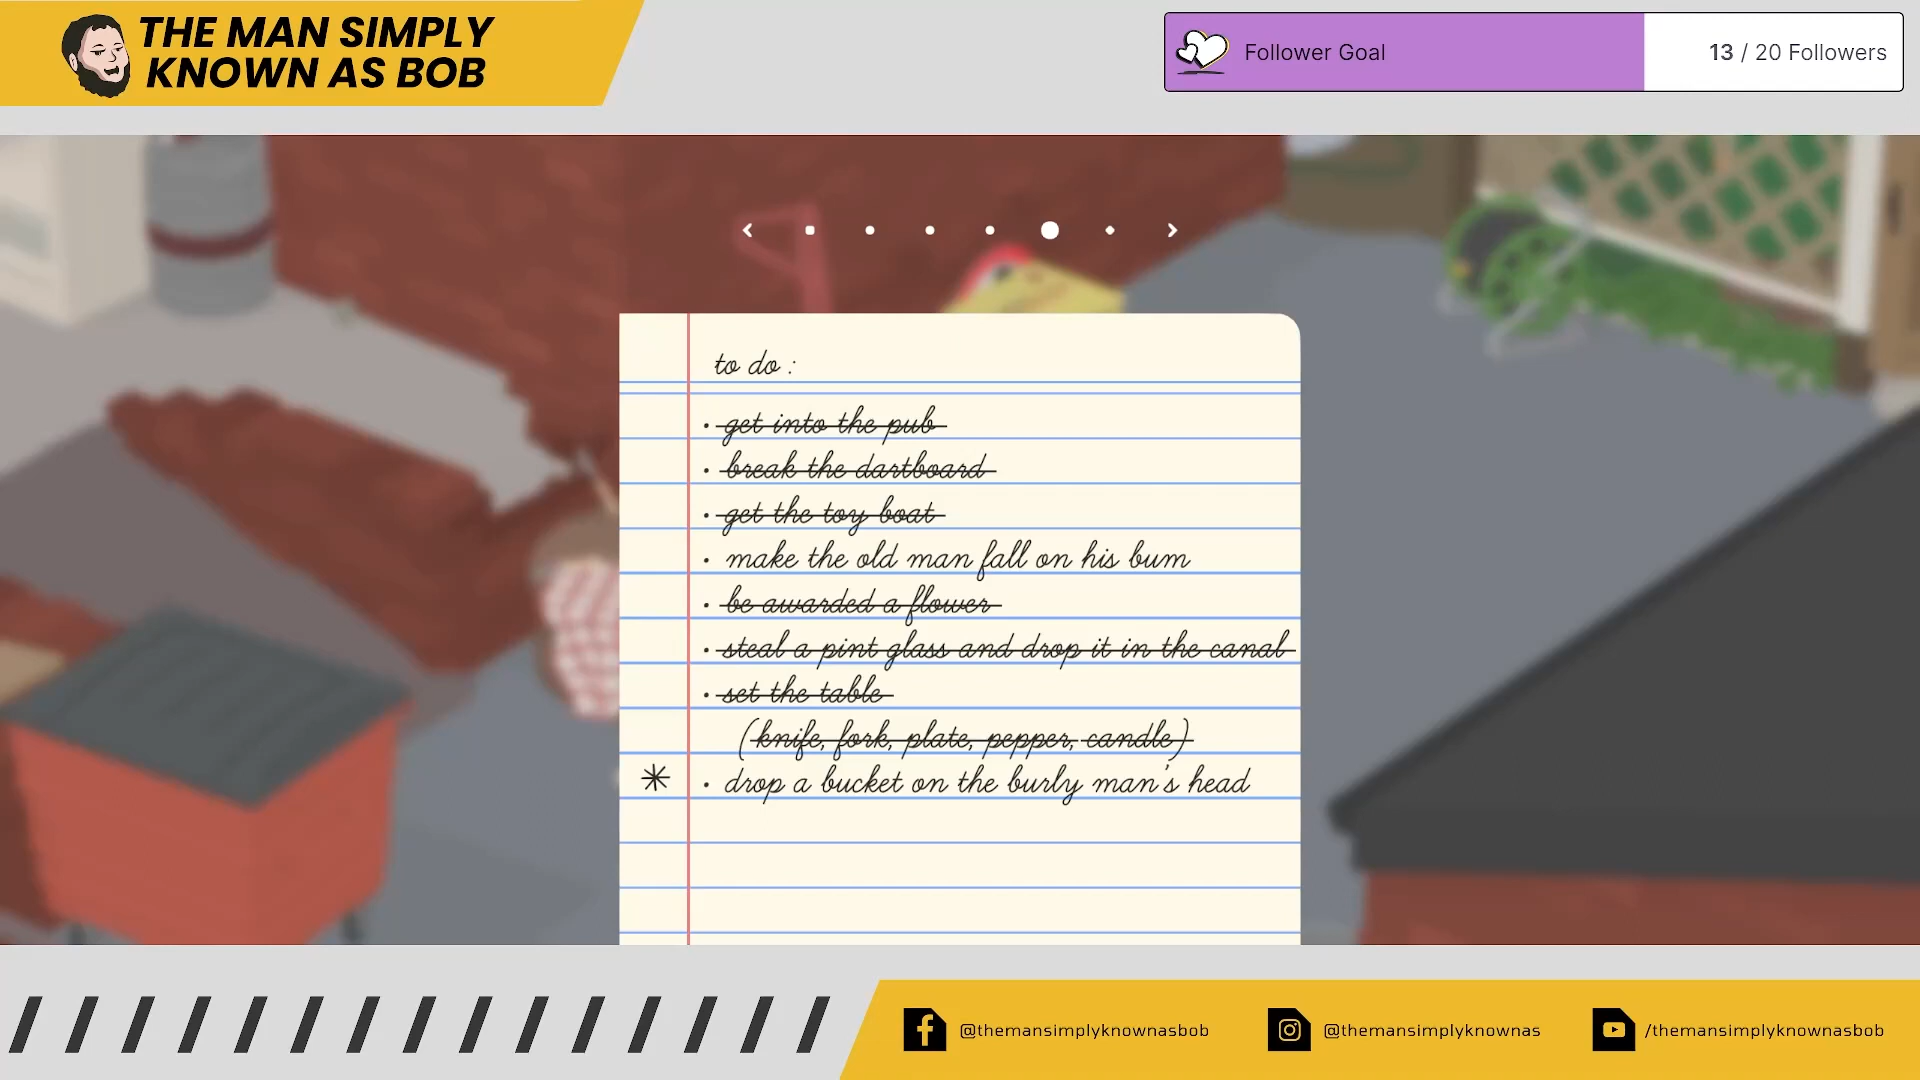 THE MAN SIMPLY
KNOWN AS BOB
Follower Goal
13 / 20 Followers
to do :
• get into the pub
• break the dartboard
• get the toy boat
• make the old man fall on his bum
• be awarded a flower
• steal a pint glass and drop it in the canal
• set the table
(knife, fork, plate, pepper, candle)
• drop a bucket on the burly man's head
@themansimplyknownasbob
@themansimplyknownas
/themansimplyknownasbob